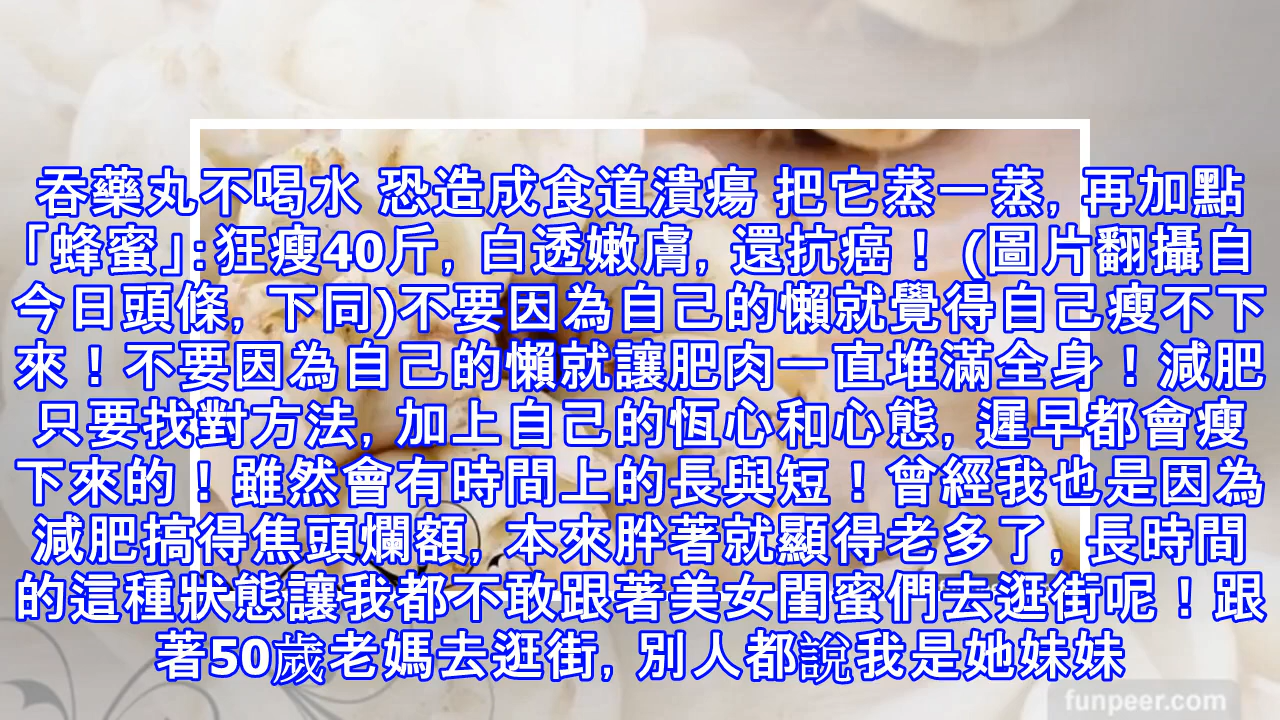 吞藥丸不喝水 恐造成食道潰瘍 把它蒸一蒸, 再加點
「蜂蜜」: 狂瘦40斤, 白透嫩膚, 還抗癌！ (圖片翻攝自
今日頭條, 下同)不要因為自己的懶就覺得自己瘦不下
來！不要因為自己的懶就讓肥肉一直堆滿全身！減肥
只要找對方法, 加上自己的恆心和心態, 遲早都會瘦
下來的！雖然會有時間上的長與短！曾經我也是因為
減肥搞得焦頭爛額, 本來胖著就顯得老多了, 長時間
的這種狀態讓我都不敢跟著美女閨蜜們去逛街呢！跟
著50歲老媽去逛街, 別人都說我是她妹妹
funpeer.com